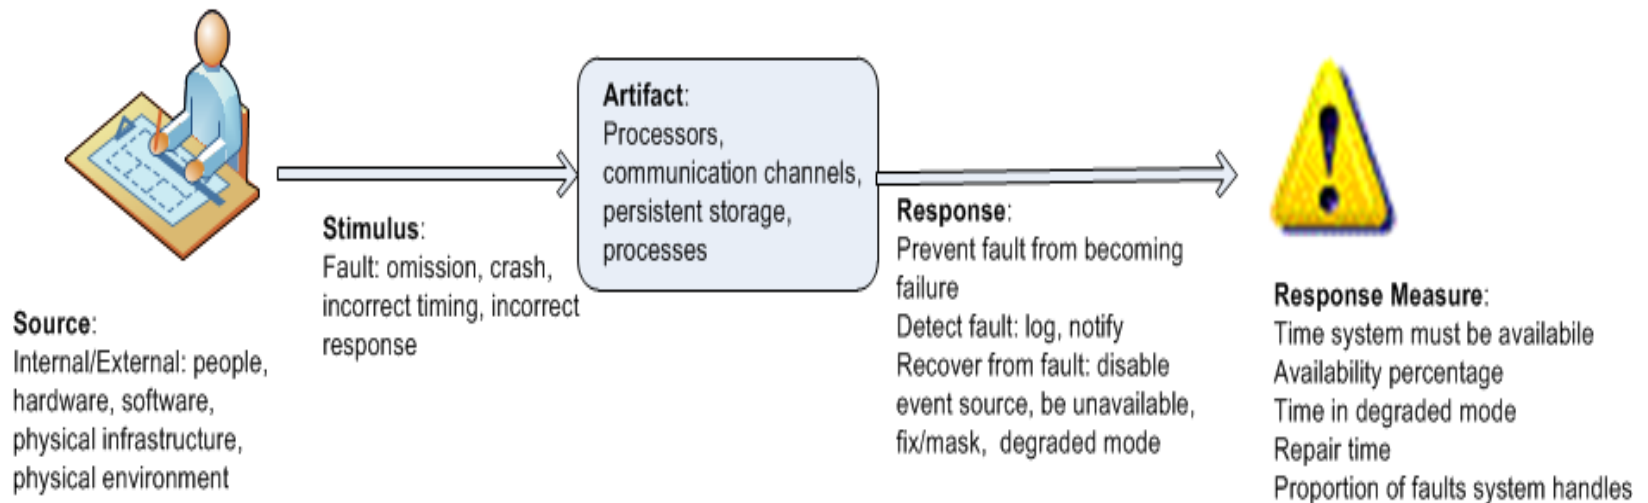 Source:
Internal/External: people,
hardware, software,
physical infrastructure,
physical environment
Stimulus:
Fault: omission, crash,
incorrect timing, incorrect
response
Artifact:
Processors,
communication channels,
persistent storage,
processes
Response:
Prevent fault from becoming
failure
Detect fault: log, notify
Recover from fault: disable
event source, be unavailable,
fix/mask, degraded mode
Response Measure:
Time system must be availabile
Availability percentage
Time in degraded mode
Repair time
Proportion of faults system handles